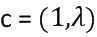 c = (1,λ)